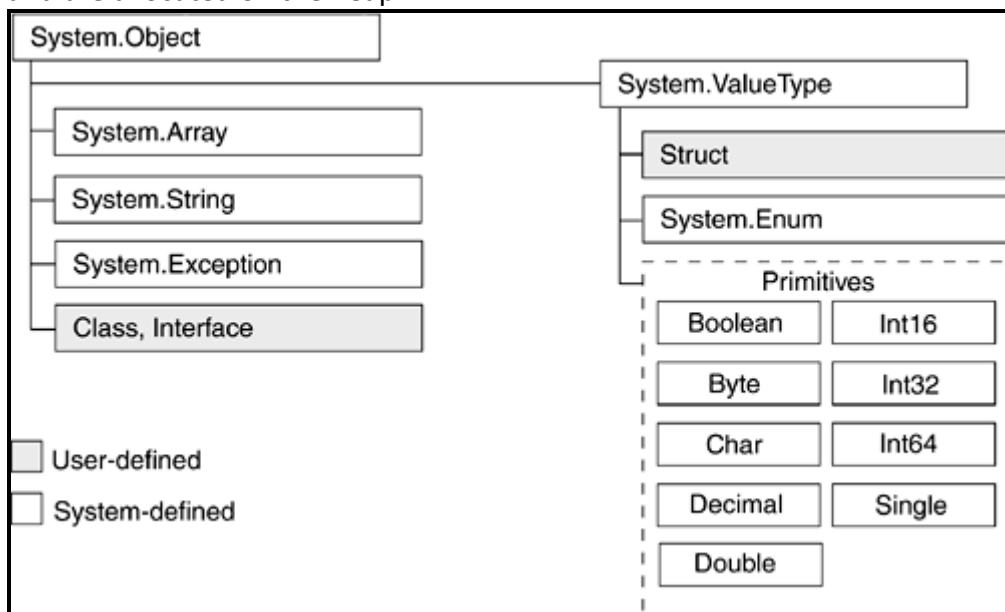 System.Object
System.ValueType
System.Array
Struct
System.String
System.Enum
System.Exception
Primitives
Class, Interface
Boolean
Int16
Byte
Int32
Char
Int64
User-defined
Decimal
Single
System-defined
Double